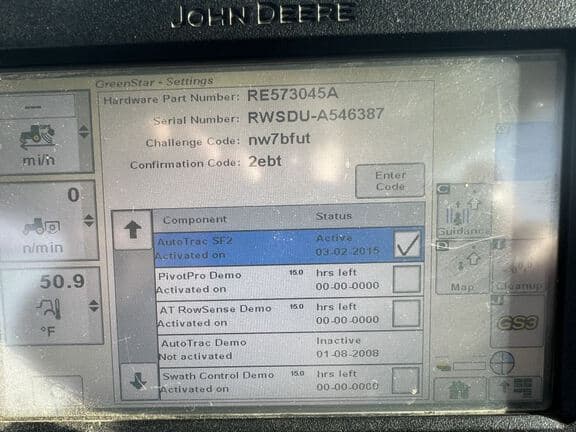 JOHN DEERE
GreenStar - Settings
Hardware Part Number: RE573045A
Serial Number: RWSDU-A546387
Challenge Code: nw7bfut
Confirmation Code: 2ebt
Enter
Code
---
mi/h
0
n/min
50.9
°F
Component Status
AutoTrac SF2 Active
Activated on 03-02-2015
PivotPro Demo 15.0 hrs left
Activated on 00-00-0000
AT RowSense Demo 15.0 hrs left
Activated on 00-00-0000
AutoTrac Demo Inactive
Not activated 01-08-2008
Swath Control Demo 15.0 hrs left
Activated on 00-00-0000
C
Guidance
D
Map
I
Cleanup
J
GS3